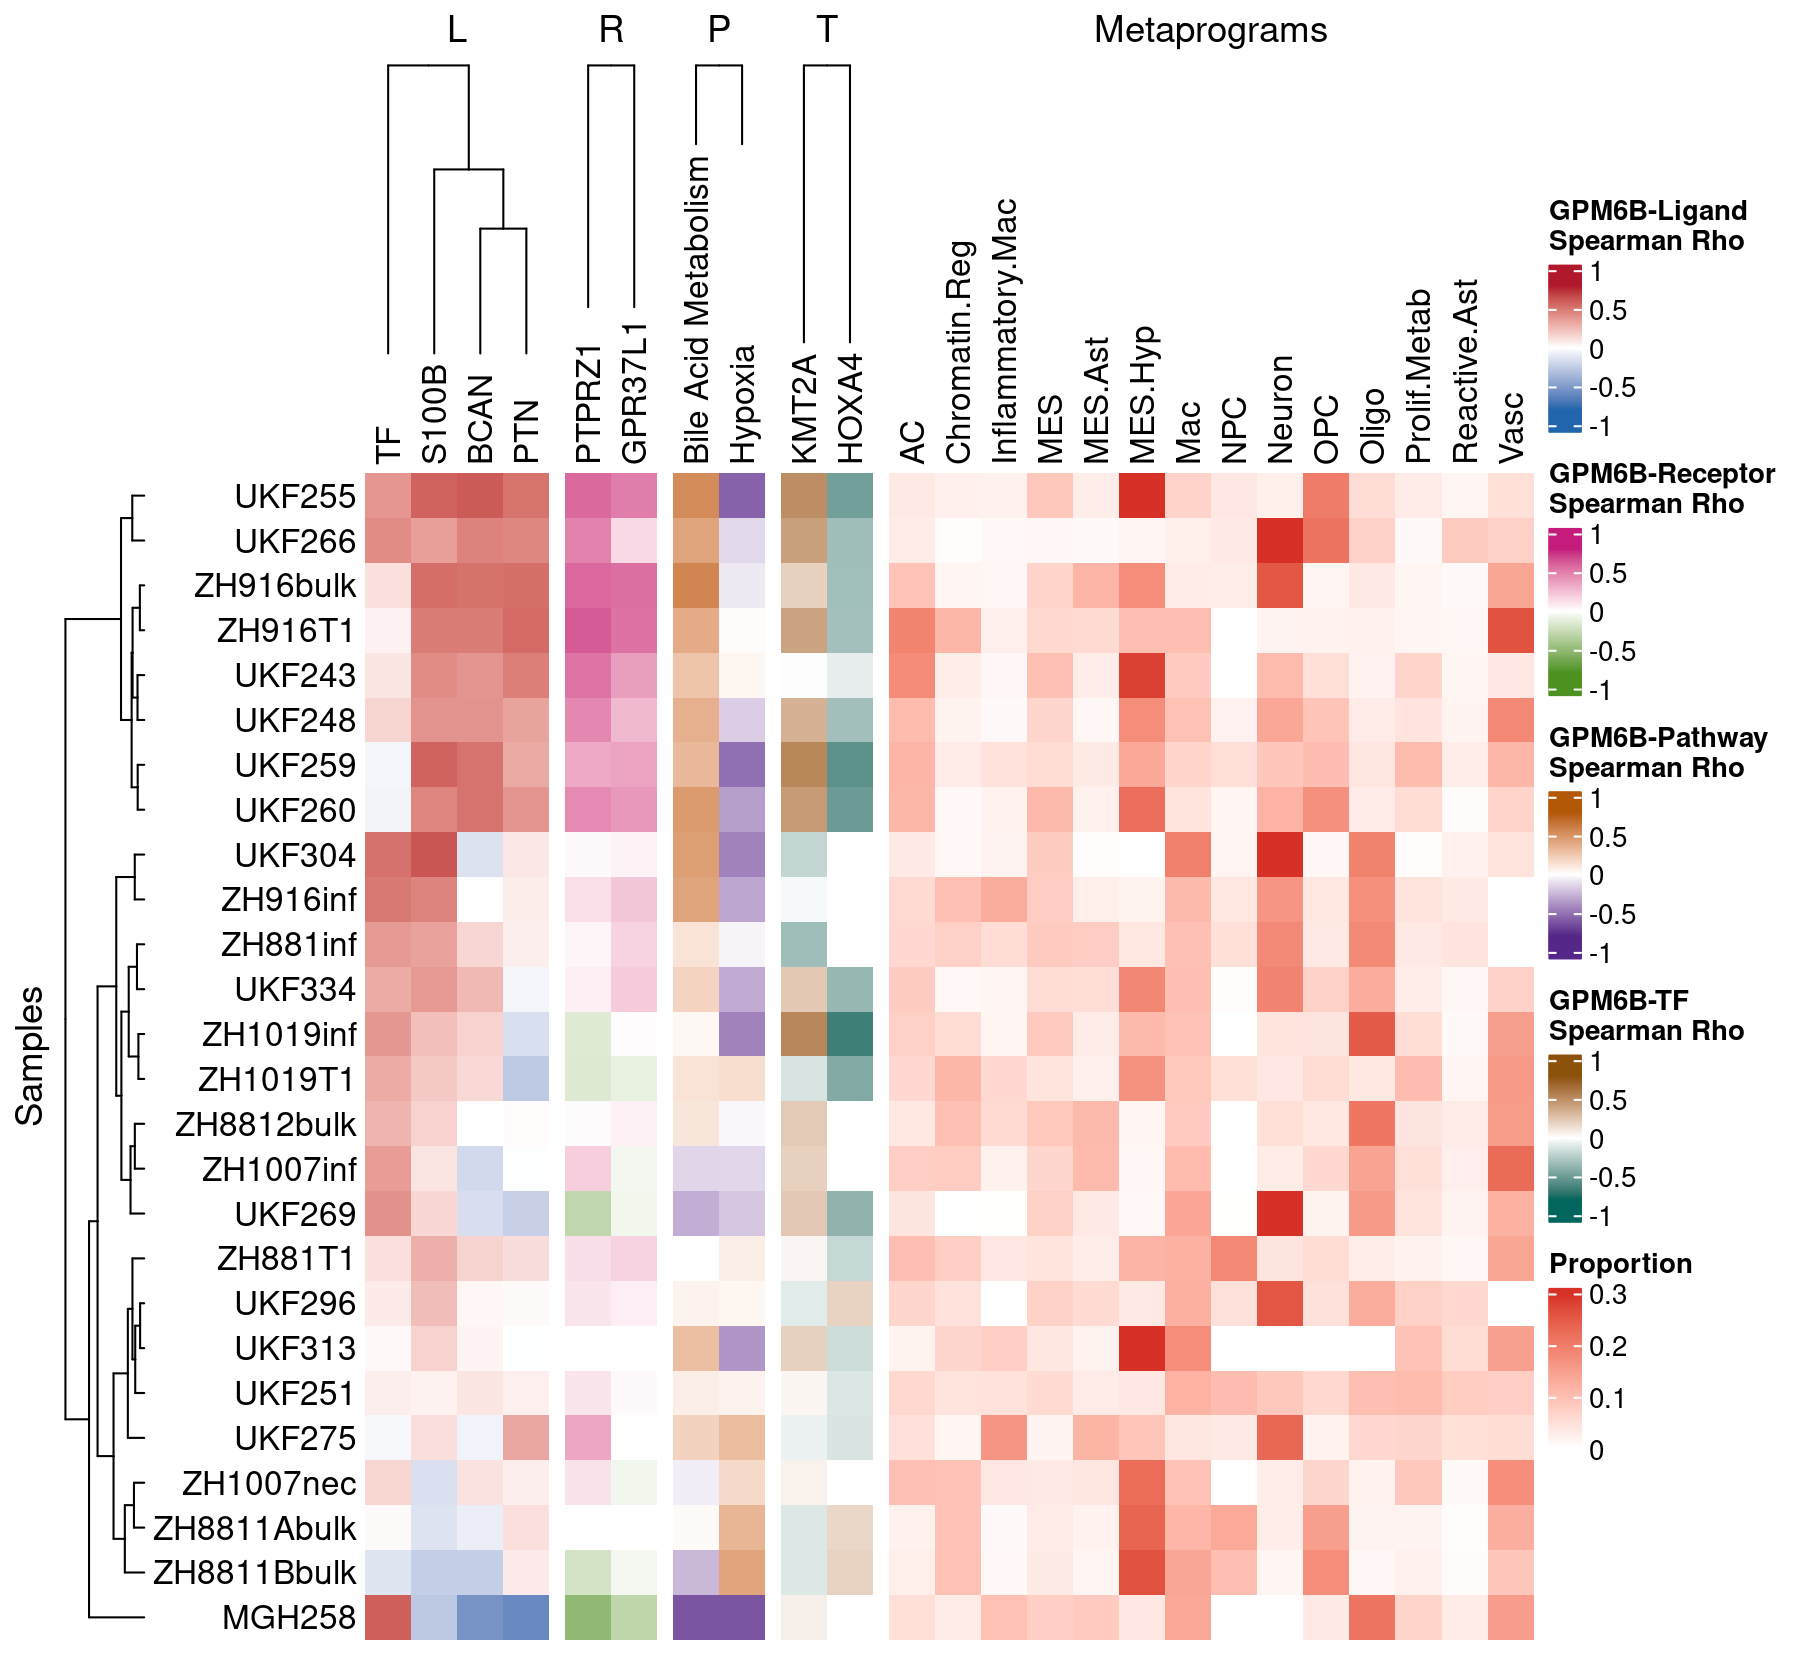 L R P T Metaprograms
TF
S100B
BCAN
PTN
PTPRZ1
GPR37L1
Bile Acid Metabolism
Hypoxia
KMT2A
HOXA4
AC
Chromatin.Reg
Inflammatory.Mac
MES
MES.Ast
MES.Hyp
Mac
NPC
Neuron
OPC
Oligo
Prolif.Metab
Reactive.Ast
Vasc
Samples
UKF255
UKF266
ZH916bulk
ZH916T1
UKF243
UKF248
UKF259
UKF260
UKF304
ZH916inf
ZH881inf
UKF334
ZH1019inf
ZH1019T1
ZH8812bulk
ZH1007inf
UKF269
ZH881T1
UKF296
UKF313
UKF251
UKF275
ZH1007nec
ZH8811Abulk
ZH8811Bbulk
MGH258
GPM6B-Ligand
Spearman Rho
1
0.5
0
-0.5
-1
GPM6B-Receptor
Spearman Rho
1
0.5
0
-0.5
-1
GPM6B-Pathway
Spearman Rho
1
0.5
0
-0.5
-1
GPM6B-TF
Spearman Rho
1
0.5
0
-0.5
-1
Proportion
0.3
0.2
0.1
0